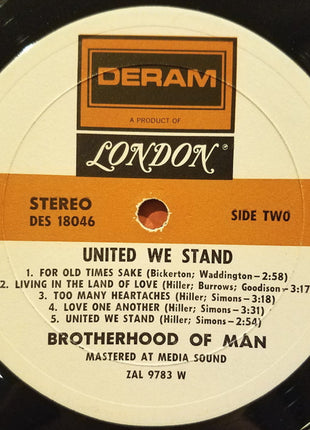 DERAM
A PRODUCT OF
LONDON
STEREO
DES 18046
SIDE TWO
UNITED WE STAND
1. FOR OLD TIMES SAKE (Bickerton; Waddington-2:58)
2. LIVING IN THE LAND OF LOVE (Hiller; Burrows; Goodison-3:17)
3. TOO MANY HEARTACHES (Hiller; Simons-3:18)
4. LOVE ONE ANOTHER (Hiller; Simons-3:31)
5. UNITED WE STAND (Hiller; Simons-2:54)
BROTHERHOOD OF MAN
MASTERED AT MEDIA SOUND
ZAL 9783 W